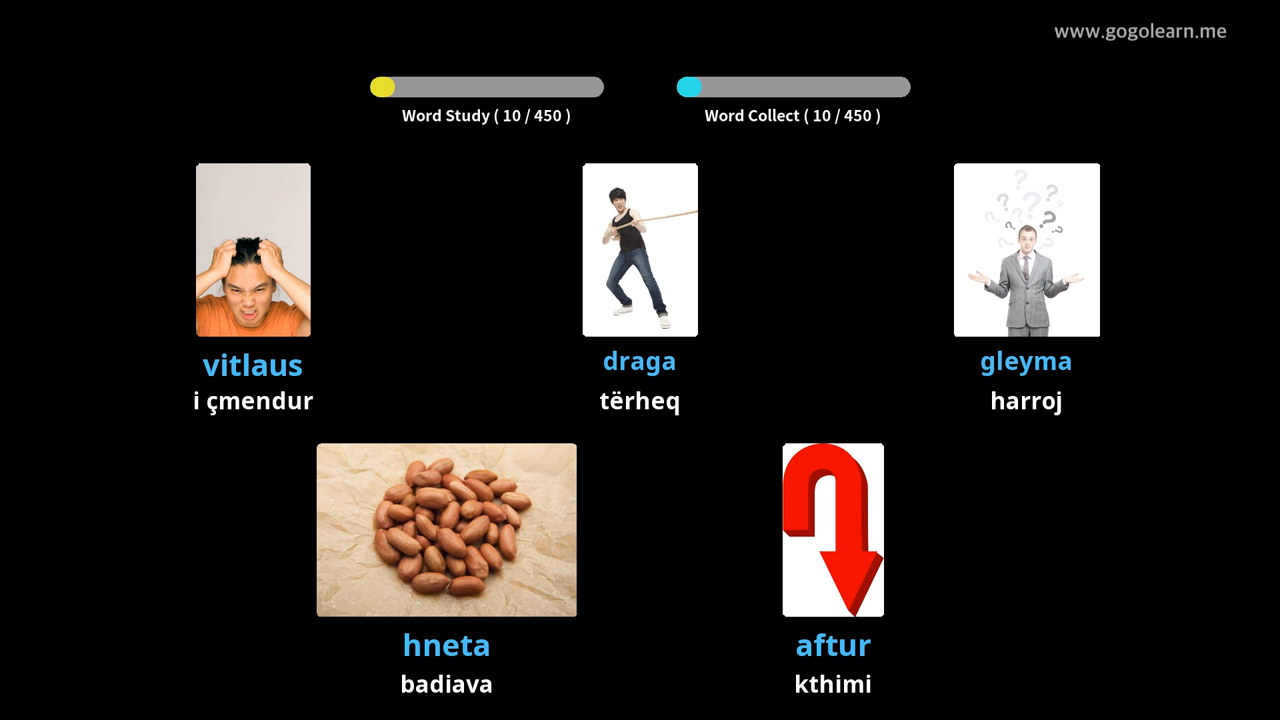 www.gogolearn.me
Word Study ( 10 / 450 )
Word Collect ( 10 / 450 )
vitlaus
i çmendur
draga
tërheq
gleyma
harroj
hneta
badiava
aftur
kthimi